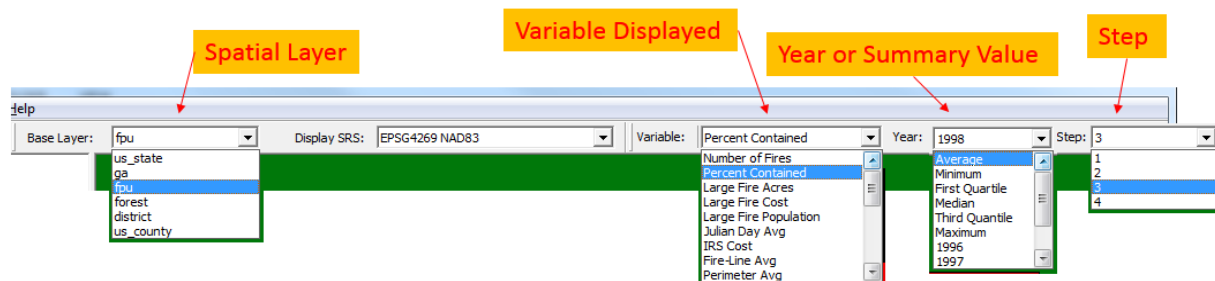 Spatial Layer
Variable Displayed
Year or Summary Value
Step
Help
Base Layer: fpu Display SRS: EPSG4269 NAD83 Variable: Percent Contained Year: 1998 Step: 3
us_state
ga
fpu
forest
district
us_county
Number of Fires
Percent Contained
Large Fire Acres
Large Fire Cost
Large Fire Population
Julian Day Avg
IRS Cost
Fire-Line Avg
Perimeter Avg
Average
Minimum
First Quartile
Median
Third Quantile
Maximum
1996
1997
1
2
3
4